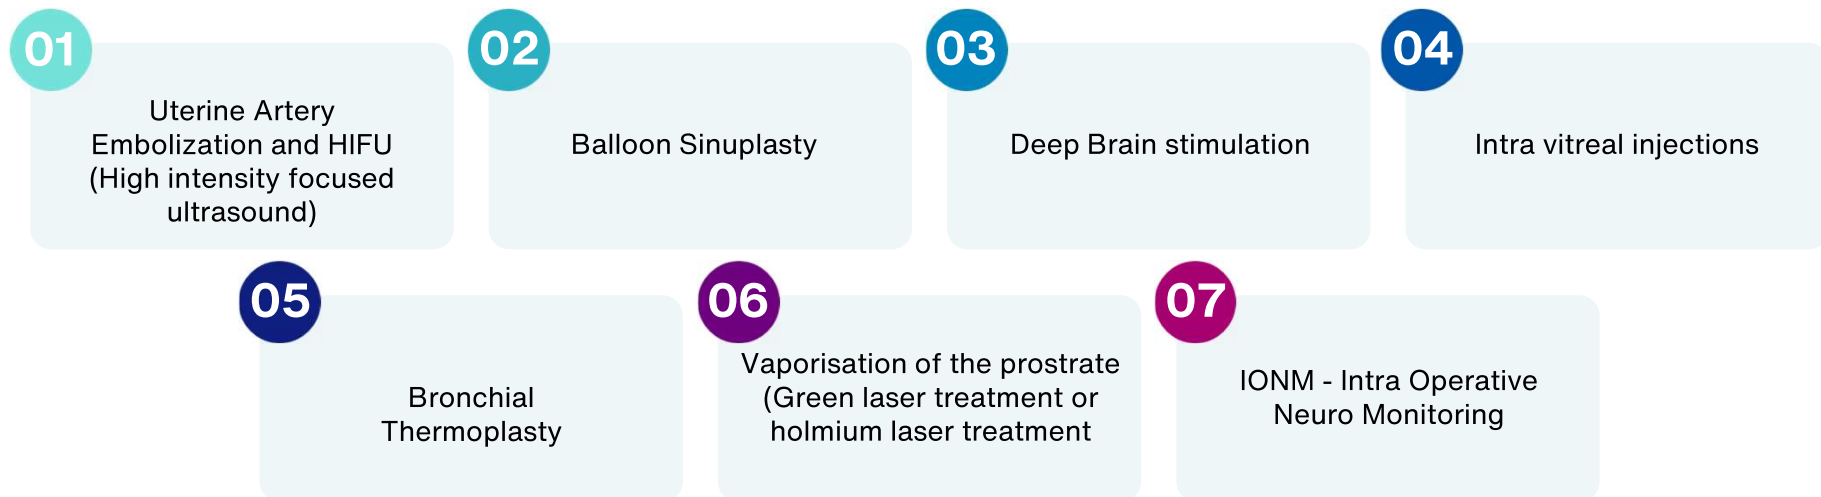 01
Uterine Artery
Embolization and HIFU
(High intensity focused
ultrasound)
02
Balloon Sinuplasty
03
Deep Brain stimulation
04
Intra vitreal injections
05
Bronchial
Thermoplasty
06
Vaporisation of the prostrate
(Green laser treatment or
holmium laser treatment
07
IONM - Intra Operative
Neuro Monitoring